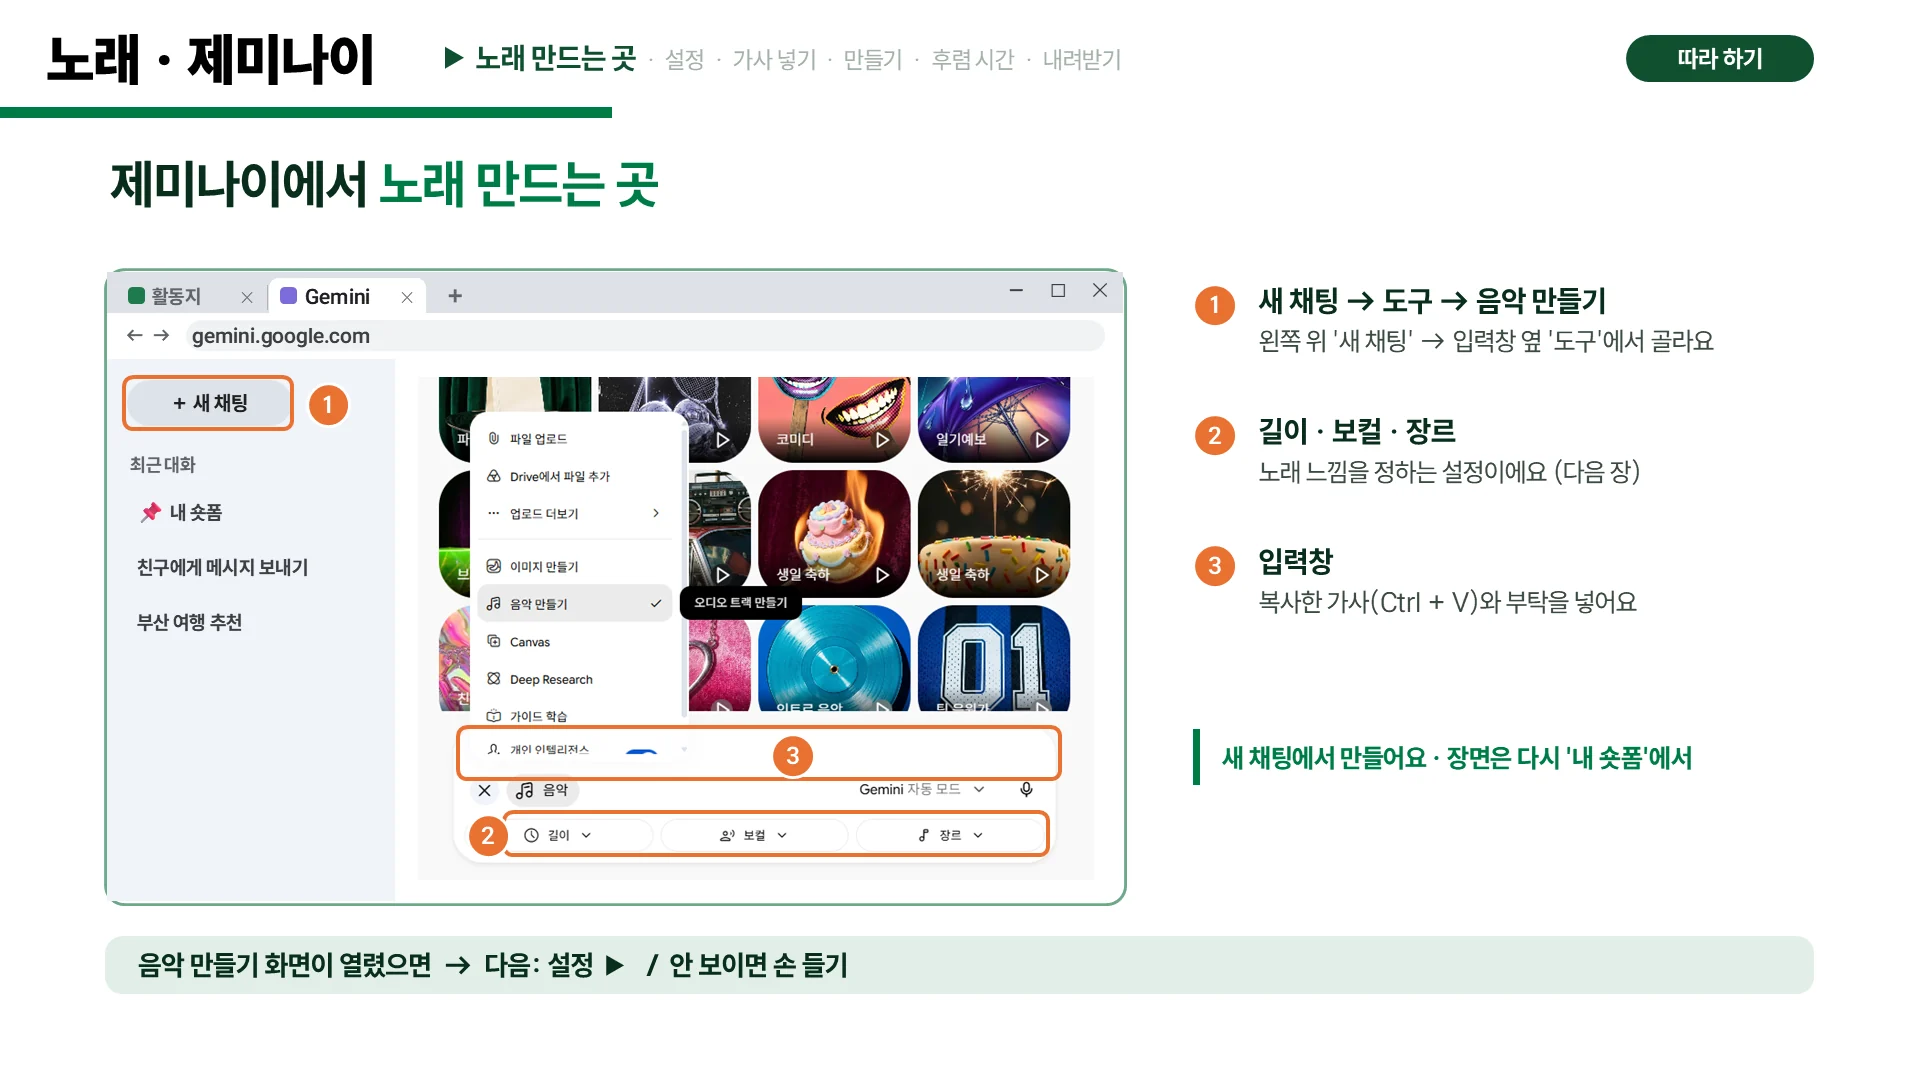 노래 · 제미나이
▶ 노래 만드는 곳 · 설정 · 가사 넣기 · 만들기 · 후렴 시간 · 내려받기
따라 하기
제미나이에서 노래 만드는 곳
활동지
Gemini
gemini.google.com
+ 새 채팅
1
최근 대화
📌 내 숏폼
친구에게 메시지 보내기
부산 여행 추천
파일 업로드
Drive에서 파일 추가
업로드 더보기
이미지 만들기
음악 만들기
오디오 트랙 만들기
Canvas
Deep Research
가이드 학습
개인 인텔리전스
코미디
일기예보
생일 축하
생일 축하
01
인트로 음악
팀 응원가
3
음악
Gemini 자동 모드
2
길이
보컬
장르
1
새 채팅 → 도구 → 음악 만들기
왼쪽 위 '새 채팅' → 입력창 옆 '도구'에서 골라요
2
길이 · 보컬 · 장르
노래 느낌을 정하는 설정이에요 (다음 장)
3
입력창
복사한 가사(Ctrl + V)와 부탁을 넣어요
새 채팅에서 만들어요 · 장면은 다시 '내 숏폼'에서
음악 만들기 화면이 열렸으면 → 다음: 설정 ▶ / 안 보이면 손 들기